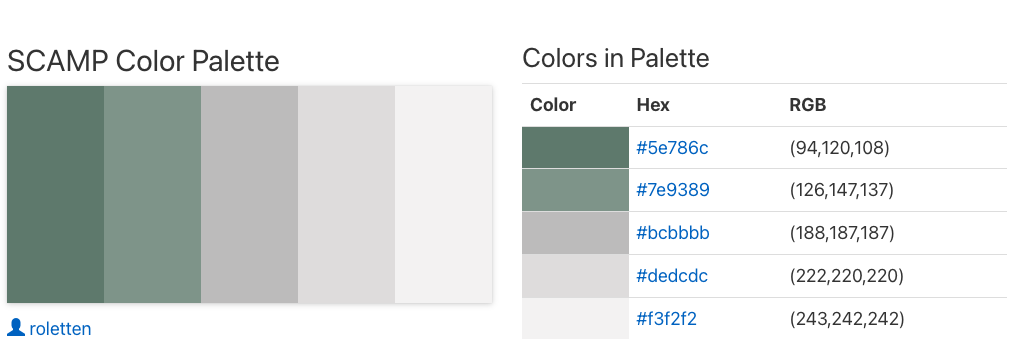 SCAMP Color Palette
roletten
Colors in Palette
Color Hex RGB
#5e786c (94,120,108)
#7e9389 (126,147,137)
#bcbbbb (188,187,187)
#dedcdc (222,220,220)
#f3f2f2 (243,242,242)